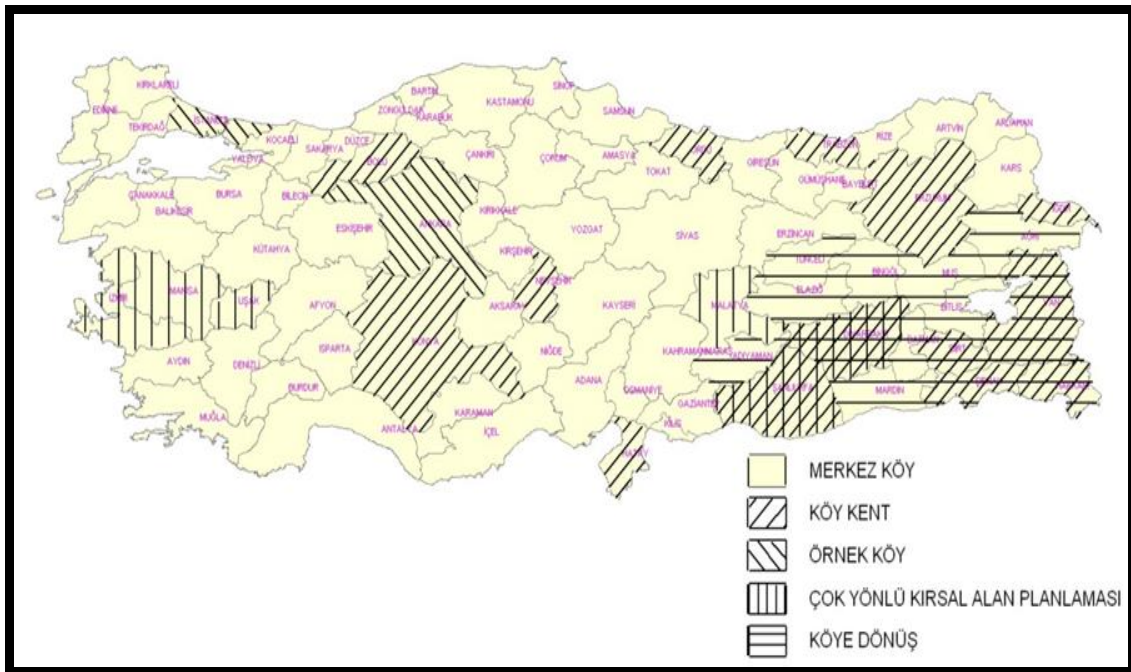 KIRKLARELİ
EDİRNE
TEKİRDAĞ
İSTANBUL
KOCAELİ
YALOVA
SAKARYA
DÜZCE
BOLU
ZONGULDAK
BARTIN
KARABÜK
KASTAMONU
SİNOP
SAMSUN
ÇANKIRI
ÇORUM
AMASYA
TOKAT
ORDU
GİRESUN
TRABZON
GÜMÜŞHANE
BAYBURT
RİZE
ARTVİN
ARDAHAN
KARS
ERZURUM
IĞDIR
AĞRI
ÇANAKKALE
BALIKESİR
BURSA
BİLECİK
ESKİŞEHİR
ANKARA
KIRIKKALE
KIRŞEHİR
YOZGAT
SİVAS
ERZİNCAN
TUNCELİ
BİNGÖL
MUŞ
KÜTAHYA
NEVŞEHİR
İZMİR
MANİSA
UŞAK
AFYON
AKSARAY
KAYSERİ
MALATYA
ELAZIĞ
BİTLİS
VAN
AYDIN
DENİZLİ
ISPARTA
BURDUR
KONYA
NİĞDE
KAHRAMANMARAŞ
ADIYAMAN
SİİRT
MUĞLA
ANTALYA
KARAMAN
İÇEL
ADANA
OSMANİYE
GAZİANTEP
KİLİS
HATAY
ŞANLIURFA
MARDİN
MERKEZ KÖY
KÖY KENT
ÖRNEK KÖY
ÇOK YÖNLÜ KIRSAL ALAN PLANLAMASI
KÖYE DÖNÜŞ